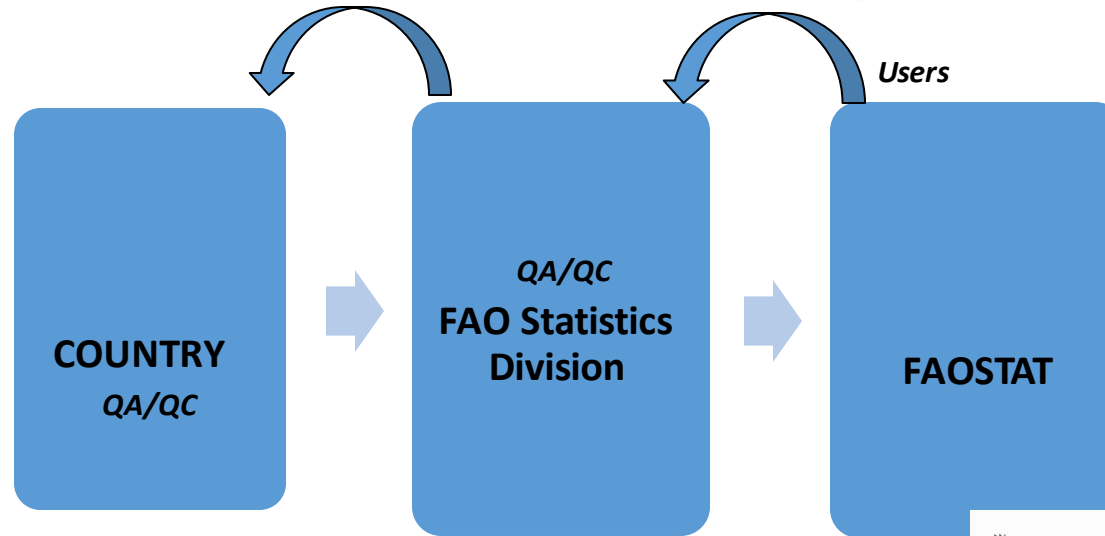 Users
COUNTRY
QA/QC
QA/QC
FAO Statistics
Division
FAOSTAT